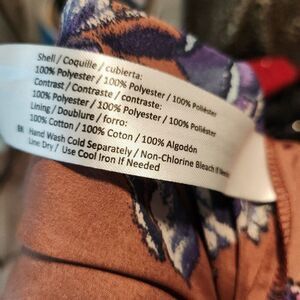 Shell / Coquille / cubierta:
100% Polyester / 100% Polyester / 100% Poliéster
Contrast / Contraste / contraste:
100% Polyester / 100% Polyester / 100% Poliéster
Lining / Doublure / forro:
100% Cotton / 100% Coton / 100% Algodón
Hand Wash Cold Separately / Non-Chlorine Bleach If
Line Dry / Use Cool Iron If Needed